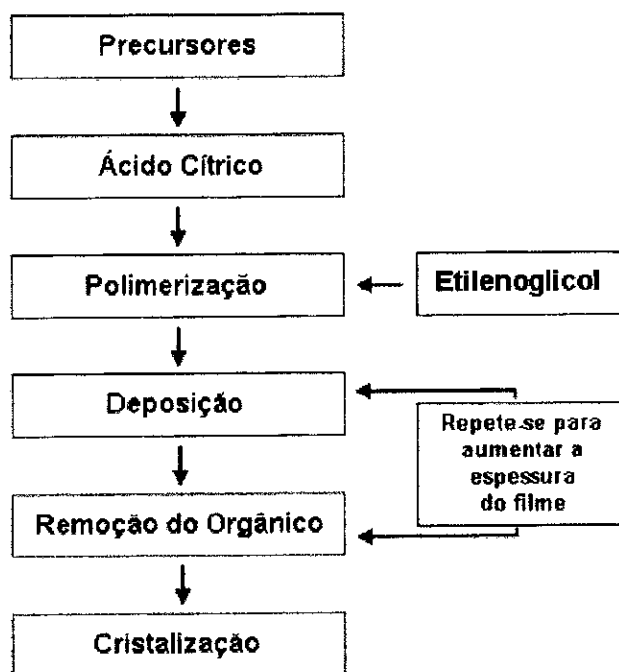 Precursores
Ácido Cítrico
Polimerização
Etilenoglicol
Deposição
Repete-se para
aumentar a
espessura
do filme
Remoção do Orgânico
Cristalização